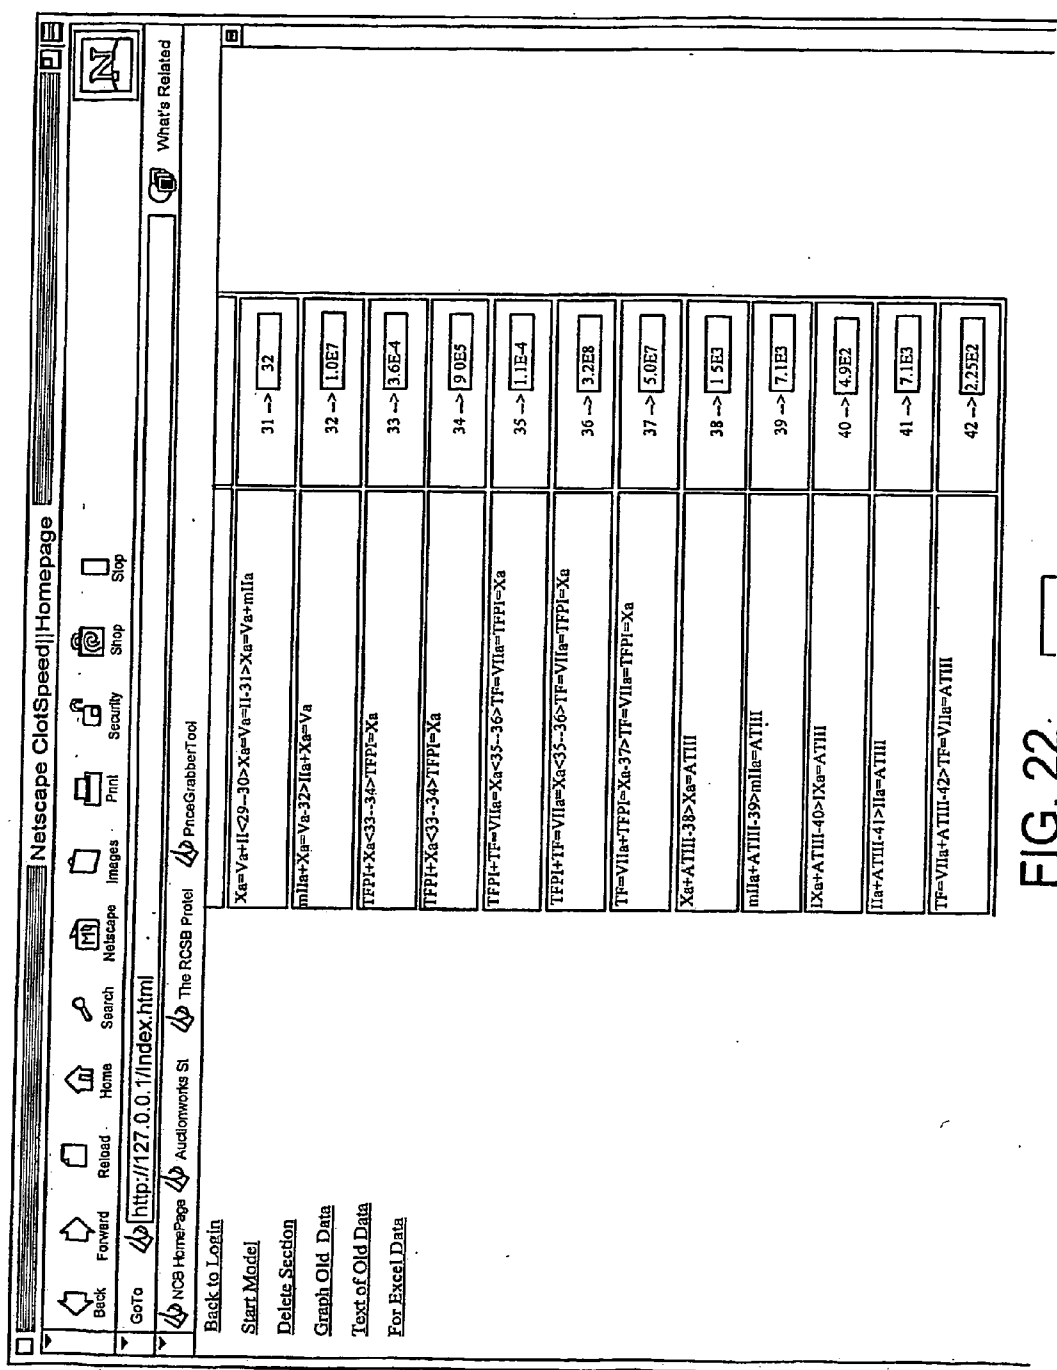 Netscape ClotSpeed||Homepage
N
Back Forward Reload Home Search Netscape Images Print Security Shop Stop
GoTo http://127.0.0.1/Index.html What's Related
NCB HomePage Auctionworks St The RCSB Protei PriceGrabberTool
Back to Login
Start Model
Delete Section
Graph Old Data
Text of Old Data
For Excel Data
Xa=Va+II<29--30>Xa=Va=II-31>Xa=Va+mIIa 31 --> 32
mIIa+Xa=Va-32>IIa+Xa=Va 32 --> 1.0E7
TFPI+Xa<33--34>TFPI=Xa 33 --> 3.6E-4
TFPI+Xa<33--34>TFPI=Xa 34 --> 9 0E5
TFPI+TF=VIIa=Xa<35--36>TF=VIIa=TFPI=Xa 35 --> 1.1E-4
TFPI+TF=VIIa=Xa<35--36>TF=VIIa=TFPI=Xa 36 --> 3.2E8
TF=VIIa+TFPI=Xa-37>TF=VIIa=TFPI=Xa 37 --> 5.0E7
Xa+ATIII-38>Xa=ATIII 38 --> 1 5E3
mIIa+ATIII-39>mIIa=ATIII 39 --> 7.1E3
IXa+ATIII-40>IXa=ATIII 40 --> 4.9E2
IIa+ATIII-41>IIa=ATIII 41 --> 7.1E3
TF=VIIa+ATIII-42>TF=VIIa=ATIII 42 --> 2.25E2
FIG. 22.